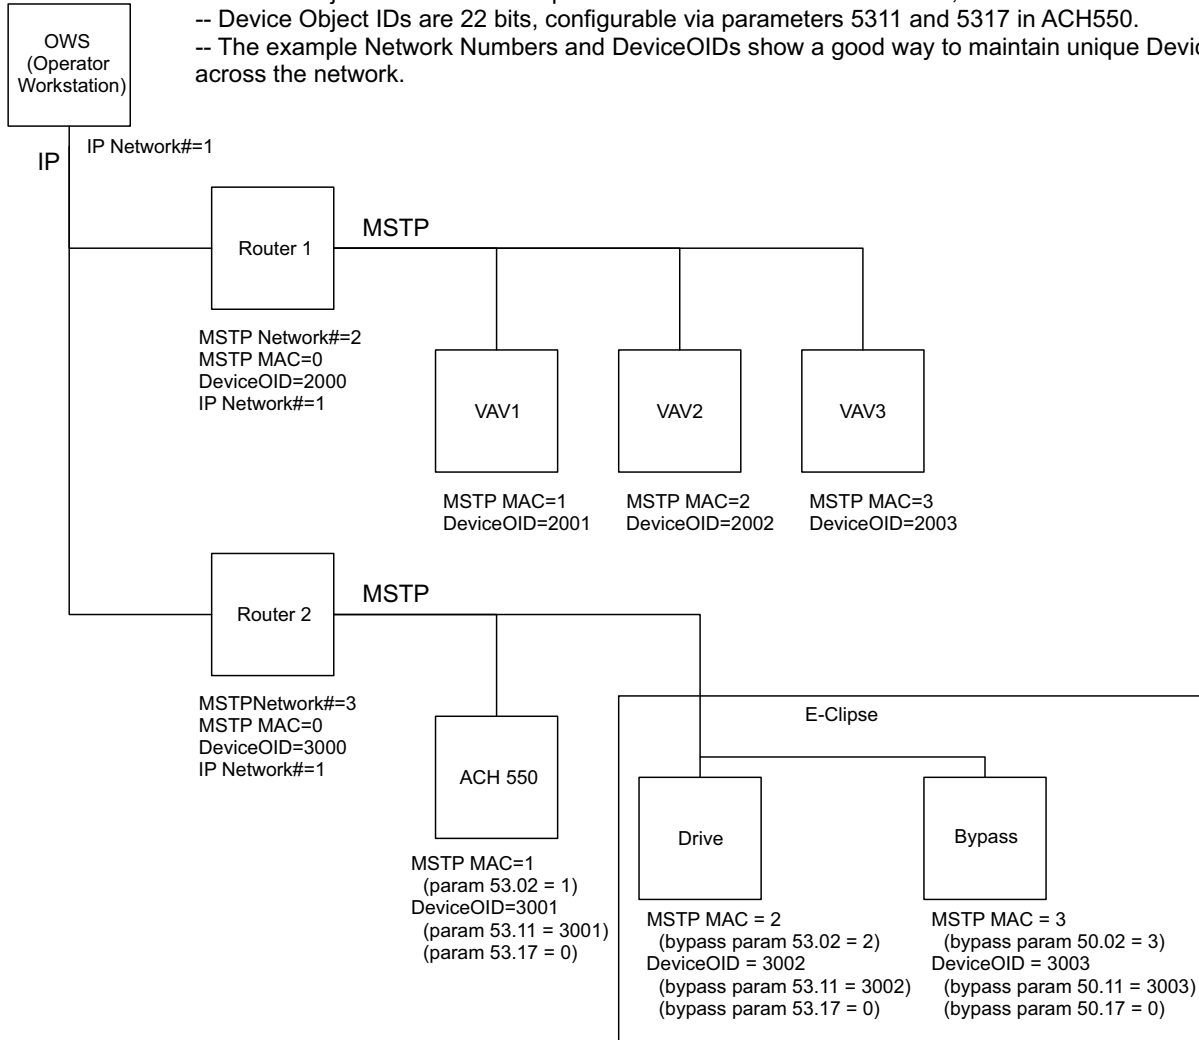 -- Device Object IDs are 22 bits, configurable via parameters 5311 and 5317 in ACH550.
-- The example Network Numbers and DeviceOIDs show a good way to maintain unique
across the network.
OWS
(Operator
Workstation)
IP
IP Network#=1
Router 1
MSTP
MSTP Network#=2
MSTP MAC=0
DeviceOID=2000
IP Network#=1
VAV1
VAV2
VAV3
MSTP MAC=1
DeviceOID=2001
MSTP MAC=2
DeviceOID=2002
MSTP MAC=3
DeviceOID=2003
Router 2
MSTP
MSTPNetwork#=3
MSTP MAC=0
DeviceOID=3000
IP Network#=1
ACH 550
MSTP MAC=1
(param 53.02 = 1)
DeviceOID=3001
(param 53.11 = 3001)
(param 53.17 = 0)
E-Clipse
Drive
Bypass
MSTP MAC = 2
(bypass param 53.02 = 2)
DeviceOID = 3002
(bypass param 53.11 = 3002)
(bypass param 53.17 = 0)
MSTP MAC = 3
(bypass param 50.02 = 3)
DeviceOID = 3003
(bypass param 50.11 = 3003)
(bypass param 50.17 = 0)